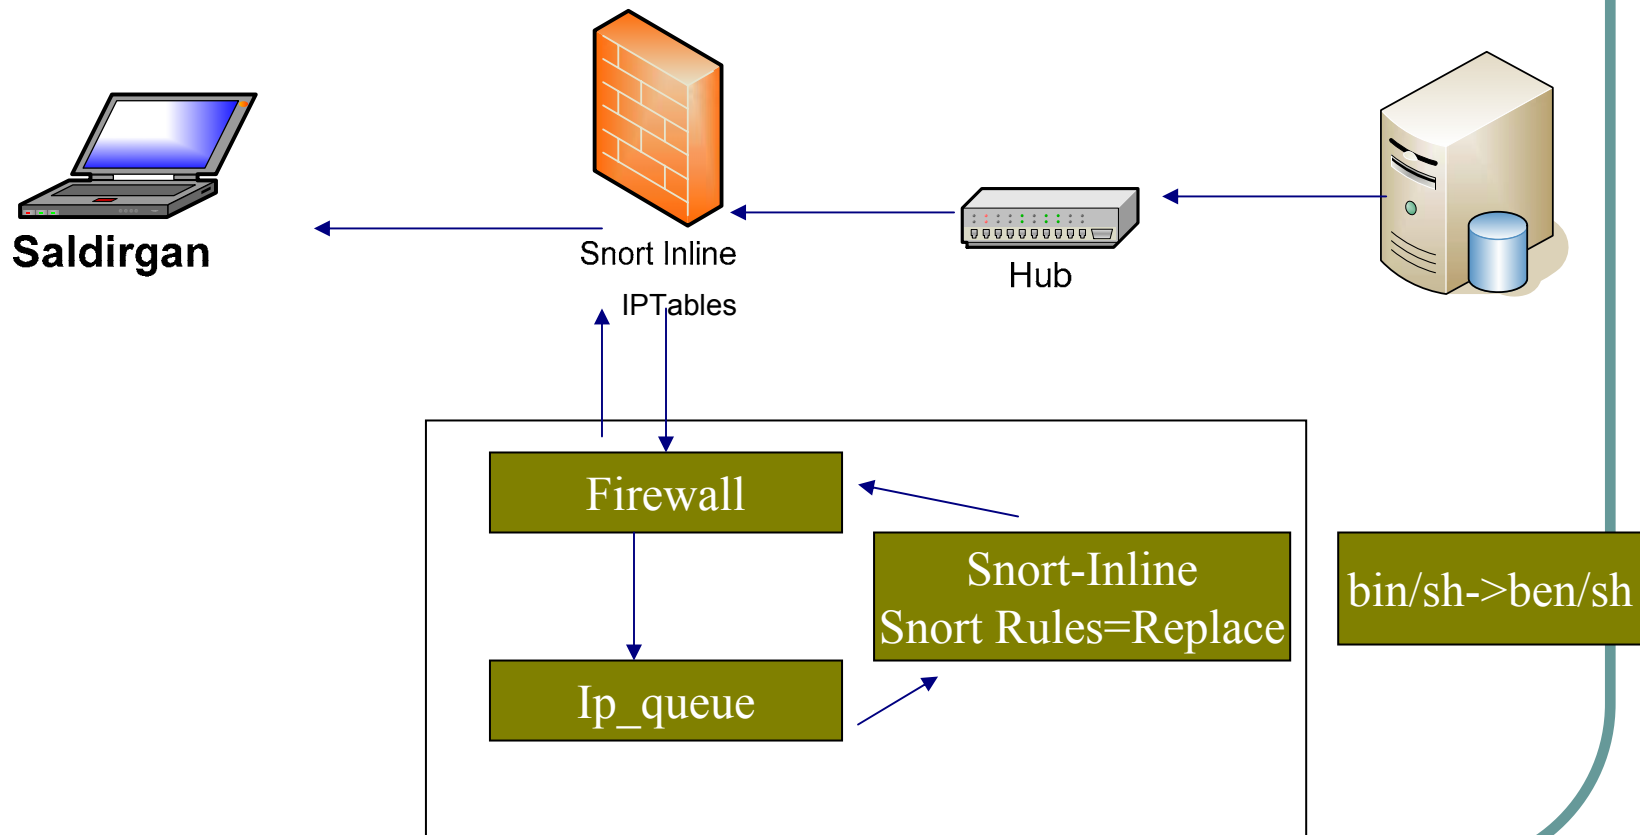 Saldirgan
Snort Inline
IPTables
Hub
Firewall
Snort-Inline
Snort Rules=Replace
bin/sh->ben/sh
Ip_queue